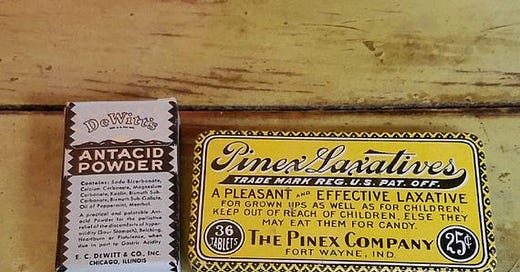 DeWitt's
ANTACID
POWDER
Contains: Soda Bicarbonate,
Calcium Carbonate, Magnesium
Carbonate, Kaolin, Bismuth Sub-
Carbonate, Bismuth Sub-Gallate,
Oil of Peppermint, Menthol.
A practical and palatable Ant-
acid Powder for the palliative
relief of the discomforts of hyper-
acidity (Sour Stomach), Belching,
Heartburn or Flatulence, when
due in part to Gastric Acidity
E. C. DEWITT & CO., INC.
CHICAGO, ILLINOIS
Pinex Laxatives
TRADE MARK REG. U.S. PAT. OFF.
A PLEASANT AND EFFECTIVE LAXATIVE
FOR GROWN UPS AS WELL AS FOR CHILDREN.
KEEP OUT OF REACH OF CHILDREN, ELSE THEY
MAY EAT THEM FOR CANDY.
36
TABLETS
THE PINEX COMPANY
FORT WAYNE, IND.
25¢